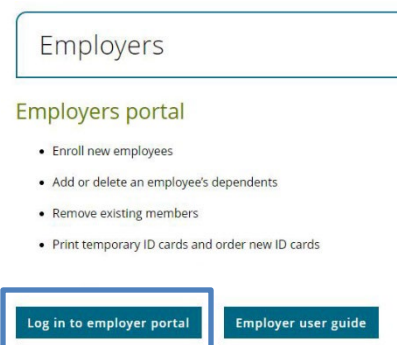 Employers
Employers portal
• Enroll new employees
• Add or delete an employee's dependents
• Remove existing members
• Print temporary ID cards and order new ID cards
Log in to employer portal Employer user guide